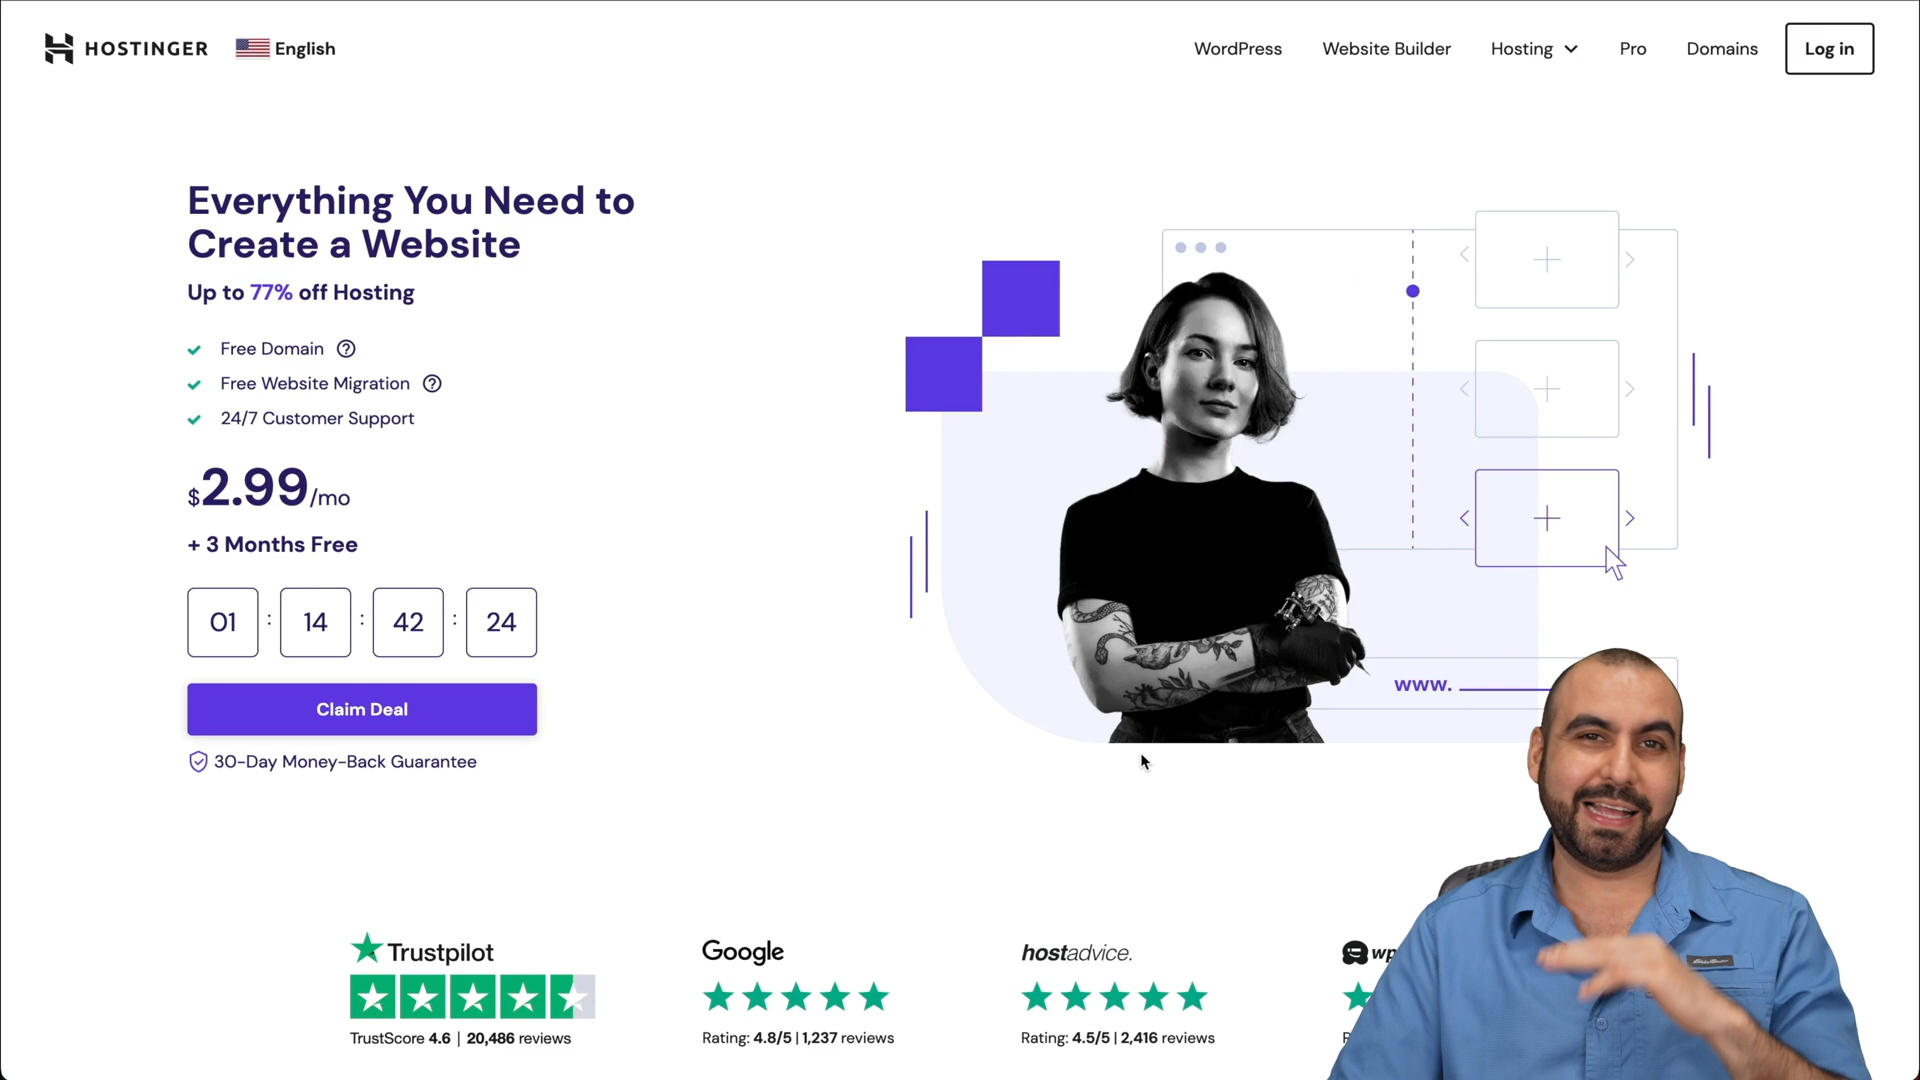 HOSTINGER
English
WordPress
Website Builder
Hosting
Pro
Domains
Log in
Everything You Need to
Create a Website
Up to 77% off Hosting
Free Domain
Free Website Migration
24/7 Customer Support
$2.99/mo
+ 3 Months Free
01 : 14 : 42 : 24
Claim Deal
30-Day Money-Back Guarantee
www.
Trustpilot
TrustScore 4.6 | 20,486 reviews
Google
Rating: 4.8/5 | 1,237 reviews
hostadvice.
Rating: 4.5/5 | 2,416 reviews